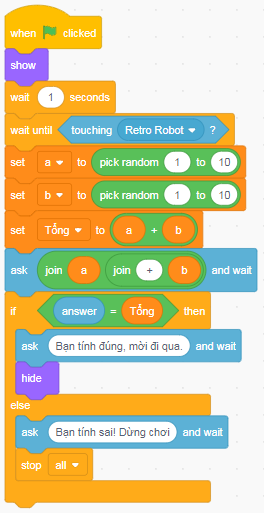 when clicked
show
wait 1 seconds
wait until touching Retro Robot ?
set a to pick random 1 to 10
set b to pick random 1 to 10
set Tổng to a + b
ask join a join + b and wait
if answer = Tổng then
ask Bạn tính đúng, mời đi qua. and wait
hide
else
ask Bạn tính sai! Dừng chơi and wait
stop all